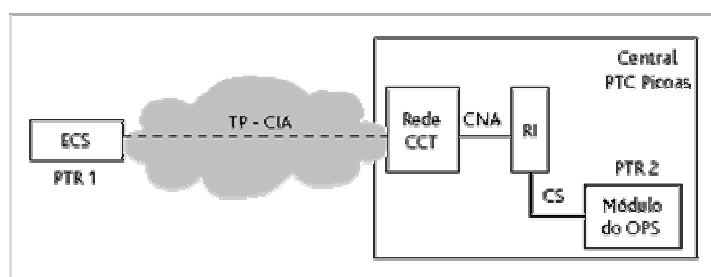 Central
PTC Picoas
TP - CIA
Rede
CCT
CNA
RI
ECS
PTR 1
PTR 2
CS
Módulo
do OPS